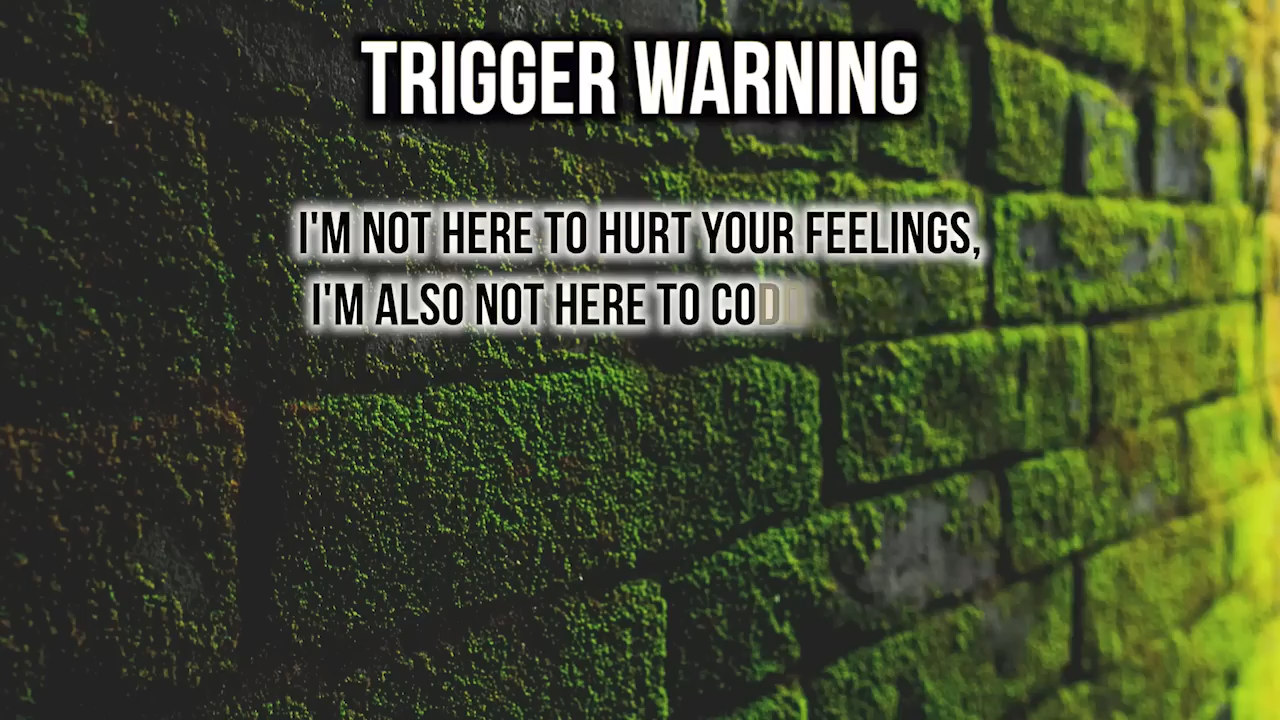 TRIGGER WARNING
I'M NOT HERE TO HURT YOUR FEELINGS,
I'M ALSO NOT HERE TO